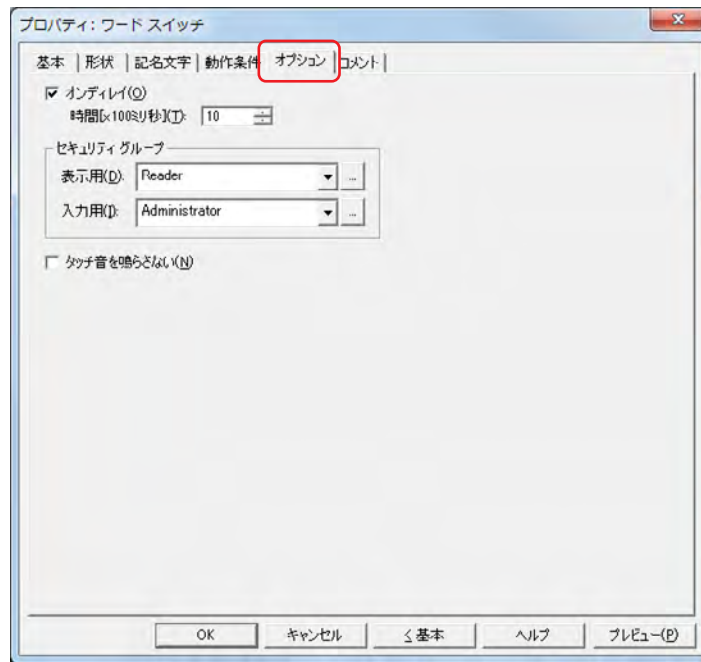 プロパティ: ワード スイッチ
基本 形状 記名文字 動作条件 オプション コメント
オンディレイ(O)
時間[×100ミリ秒](T): 10
セキュリティ グループ
表示用(D): Reader ...
入力用(I): Administrator ...
タッチ音を鳴らさない(N)
OK キャンセル <基本 ヘルプ プレビュー(P)